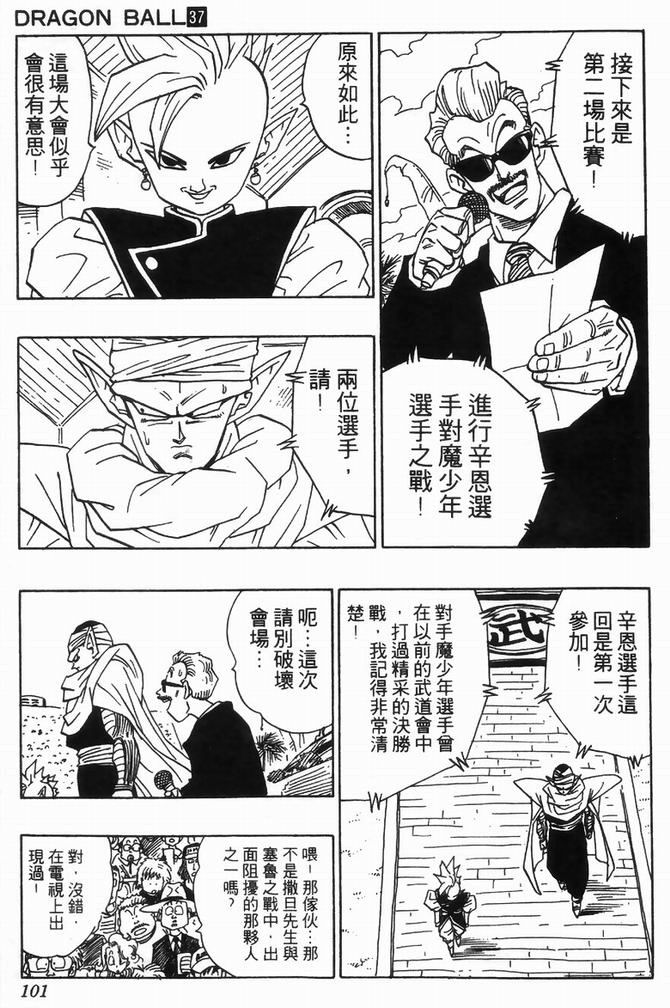 DRAGON BALL 37
接下來是
第二場比賽！
進行辛恩選
手對魔少年
選手之戰！
原來如此…
這場大會似乎
會很有意思！
兩位選手，
請！
辛恩選手這
回是第一次
參加！
武
對手魔少年選手曾
在以前的武道會中
，打過精采的決勝
戰，我記得非常清
楚！
呃…這次
請別破壞
會場…
喂！那傢伙…那
不是撒旦先生與
塞魯之戰中，出
面阻擾的那夥人
之一嗎？
對，沒錯，
在電視上出
現過！
101